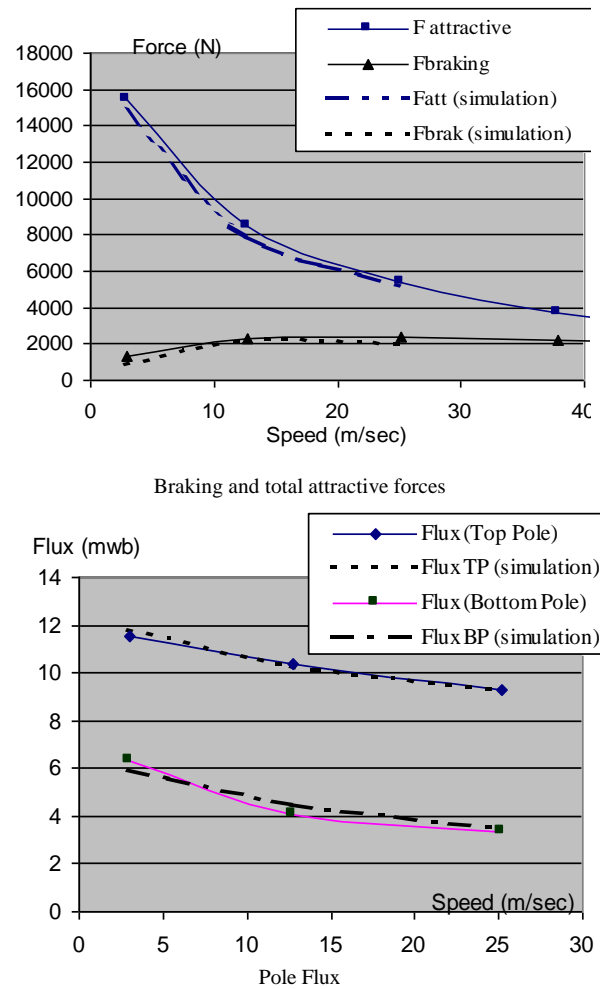 Force (N)
F attractive
Fbraking
Fatt (simulation)
Fbrak (simulation)
18000
16000
14000
12000
10000
8000
6000
4000
2000
0
0 10 20 30 40
Speed (m/sec)
Braking and total attractive forces
Flux (mwb)
Flux (Top Pole)
Flux TP (simulation)
Flux (Bottom Pole)
Flux BP (simulation)
14
12
10
8
6
4
2
0
Speed (m/sec)
0 5 10 15 20 25 30
Pole Flux